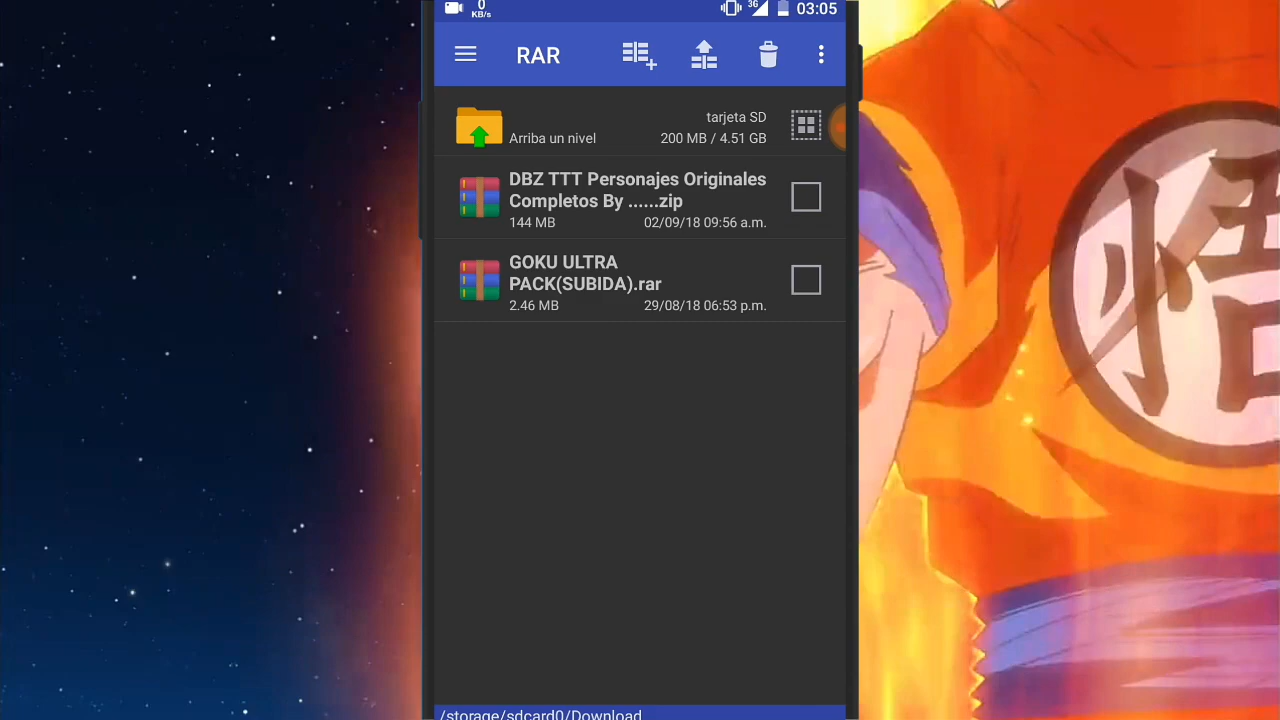 0
KB/s
3G
03:05
RAR
tarjeta SD
Arriba un nivel
200 MB / 4.51 GB
DBZ TTT Personajes Originales
Completos By ......zip
144 MB
02/09/18 09:56 a.m.
GOKU ULTRA
PACK(SUBIDA).rar
2.46 MB
29/08/18 06:53 p.m.
/storage/sdcard0/Download
悟